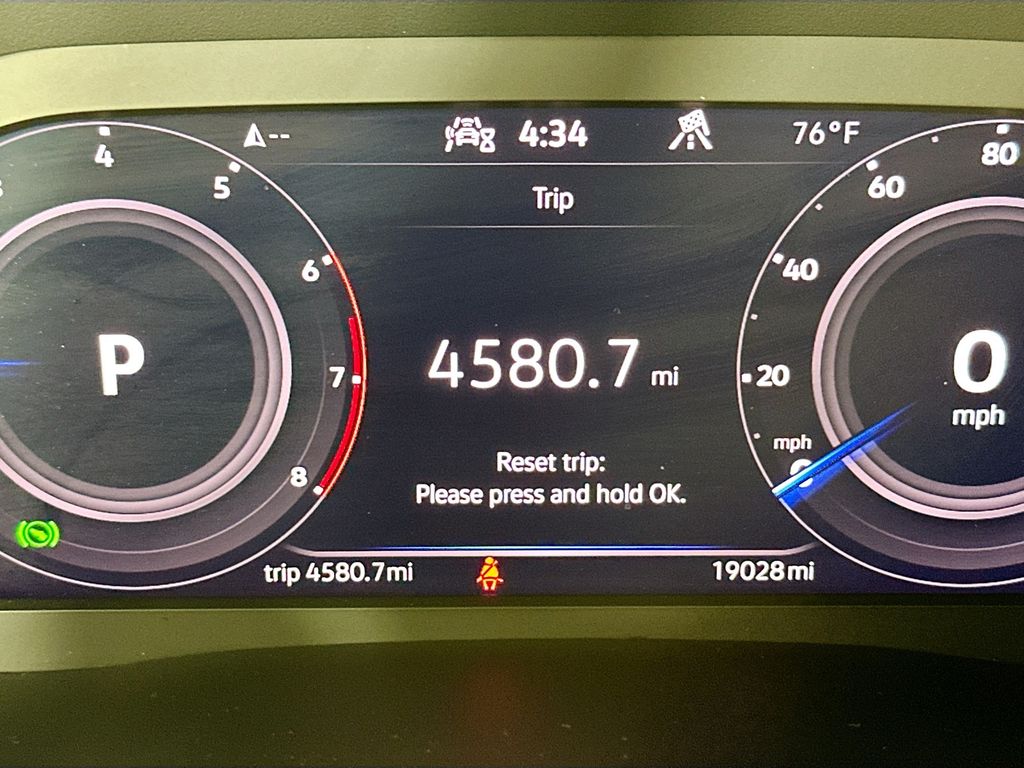 -- 4:34 76°F
Trip
4
5
6
7
8
P
4580.7 mi
Reset trip:
Please press and hold OK.
80
60
40
20
mph
0
0
mph
trip 4580.7mi 19028mi